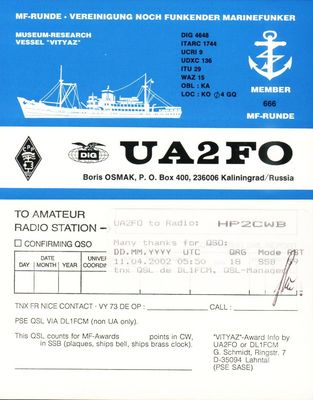 MF-RUNDE · VEREINIGUNG NOCH FUNKENDER MARINEFUNKER
MUSEUM-RESEARCH
VESSEL "VITYAZ"
DIG 4648
ITARC 1744
UCRI 9
UDXC 136
ITU 29
WAZ 15
OBL : KA
LOC : KO ∅4 GQ
MEMBER
666
MF-RUNDE
DIG
UA2FO
Boris OSMAK, P. O. Box 400, 236006 Kaliningrad/Russia
TO AMATEUR
RADIO STATION –
CONFIRMING QSO
DAY MONTH YEAR UNIVE COORDIN
UA2FO to Radio: HP2CWB
Many thanks for QSO:
DD.MM.YYYY UTC QRG Mode RST
11.04.2002 05:50 18 SSB
tnx QSL de DL1FCM, QSL-Manager
TNX FR NICE CONTACT - VY 73 DE OP : CALL :
PSE QSL VIA DL1FCM (non UA only).
This QSL counts for MF-Awards points in CW,
in SSB (plaques, ships bell, ships brass clock).
"VITYAZ"-Award Info by
UA2FO or DL1FCM
G. Schmidt, Ringstr. 7
D-35094 Lahntal
(PSE SASE)